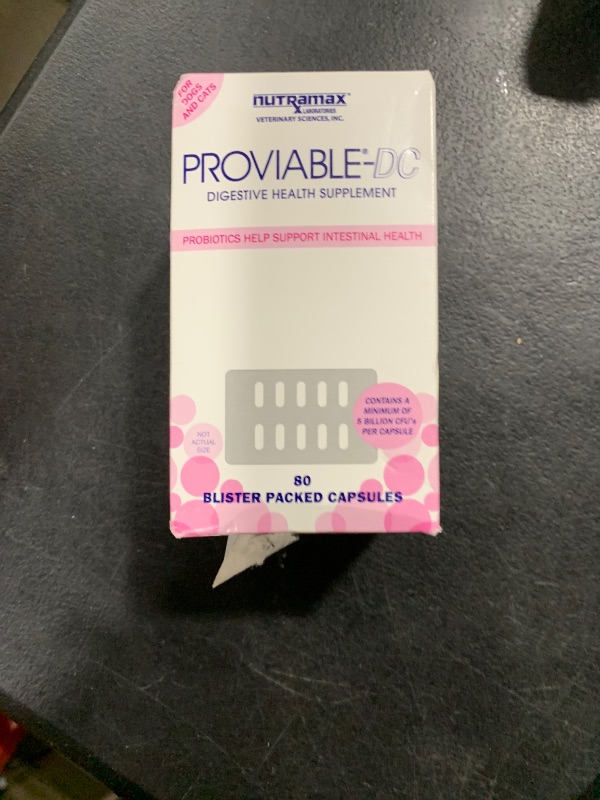 FOR
DOGS
AND CATS
nutramax
LABORATORIES
VETERINARY SCIENCES, INC.
PROVIABLE®-DC
DIGESTIVE HEALTH SUPPLEMENT
PROBIOTICS HELP SUPPORT INTESTINAL HEALTH
CONTAINS A
MINIMUM OF
5 BILLION CFU's
PER CAPSULE
NOT
ACTUAL
SIZE
80
BLISTER PACKED CAPSULES